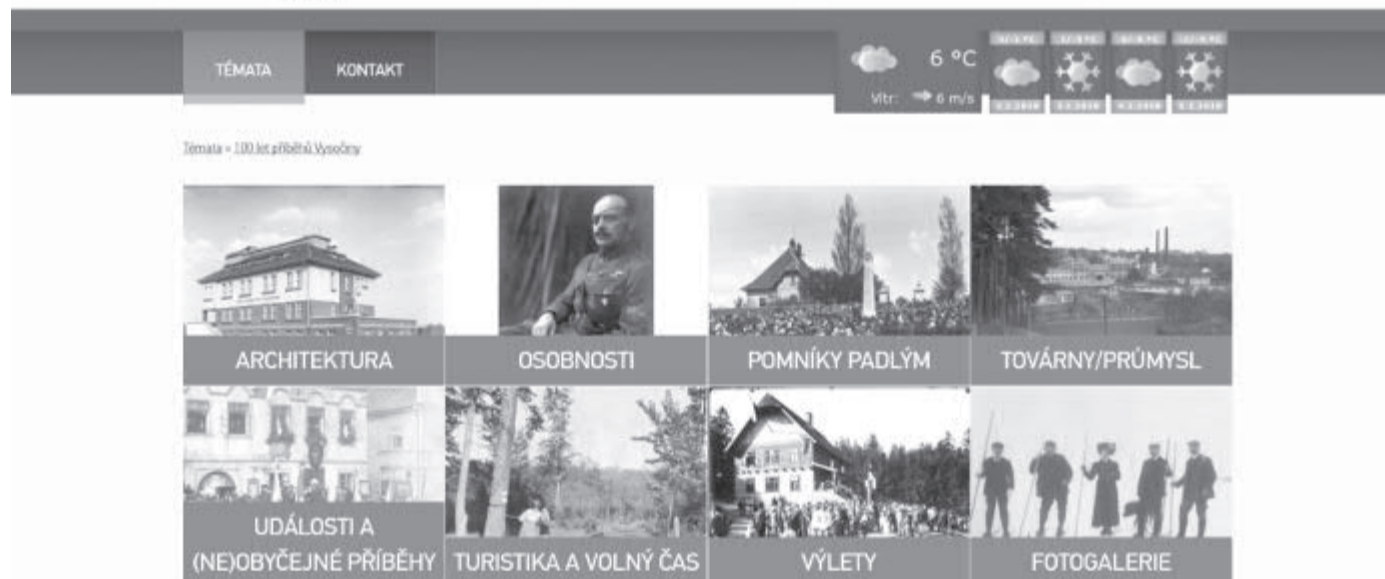 TÉMATA
KONTAKT
6 °C
Vítr: 6 m/s
Témata » 100 let příběhů Vysočiny
ARCHITEKTURA
OSOBNOSTI
POMNÍKY PADLÝM
TOVÁRNY/PRŮMYSL
UDÁLOSTI A
(NE)OBYČEJNÉ PŘÍBĚHY
TURISTIKA A VOLNÝ ČAS
VÝLETY
FOTOGALERIE